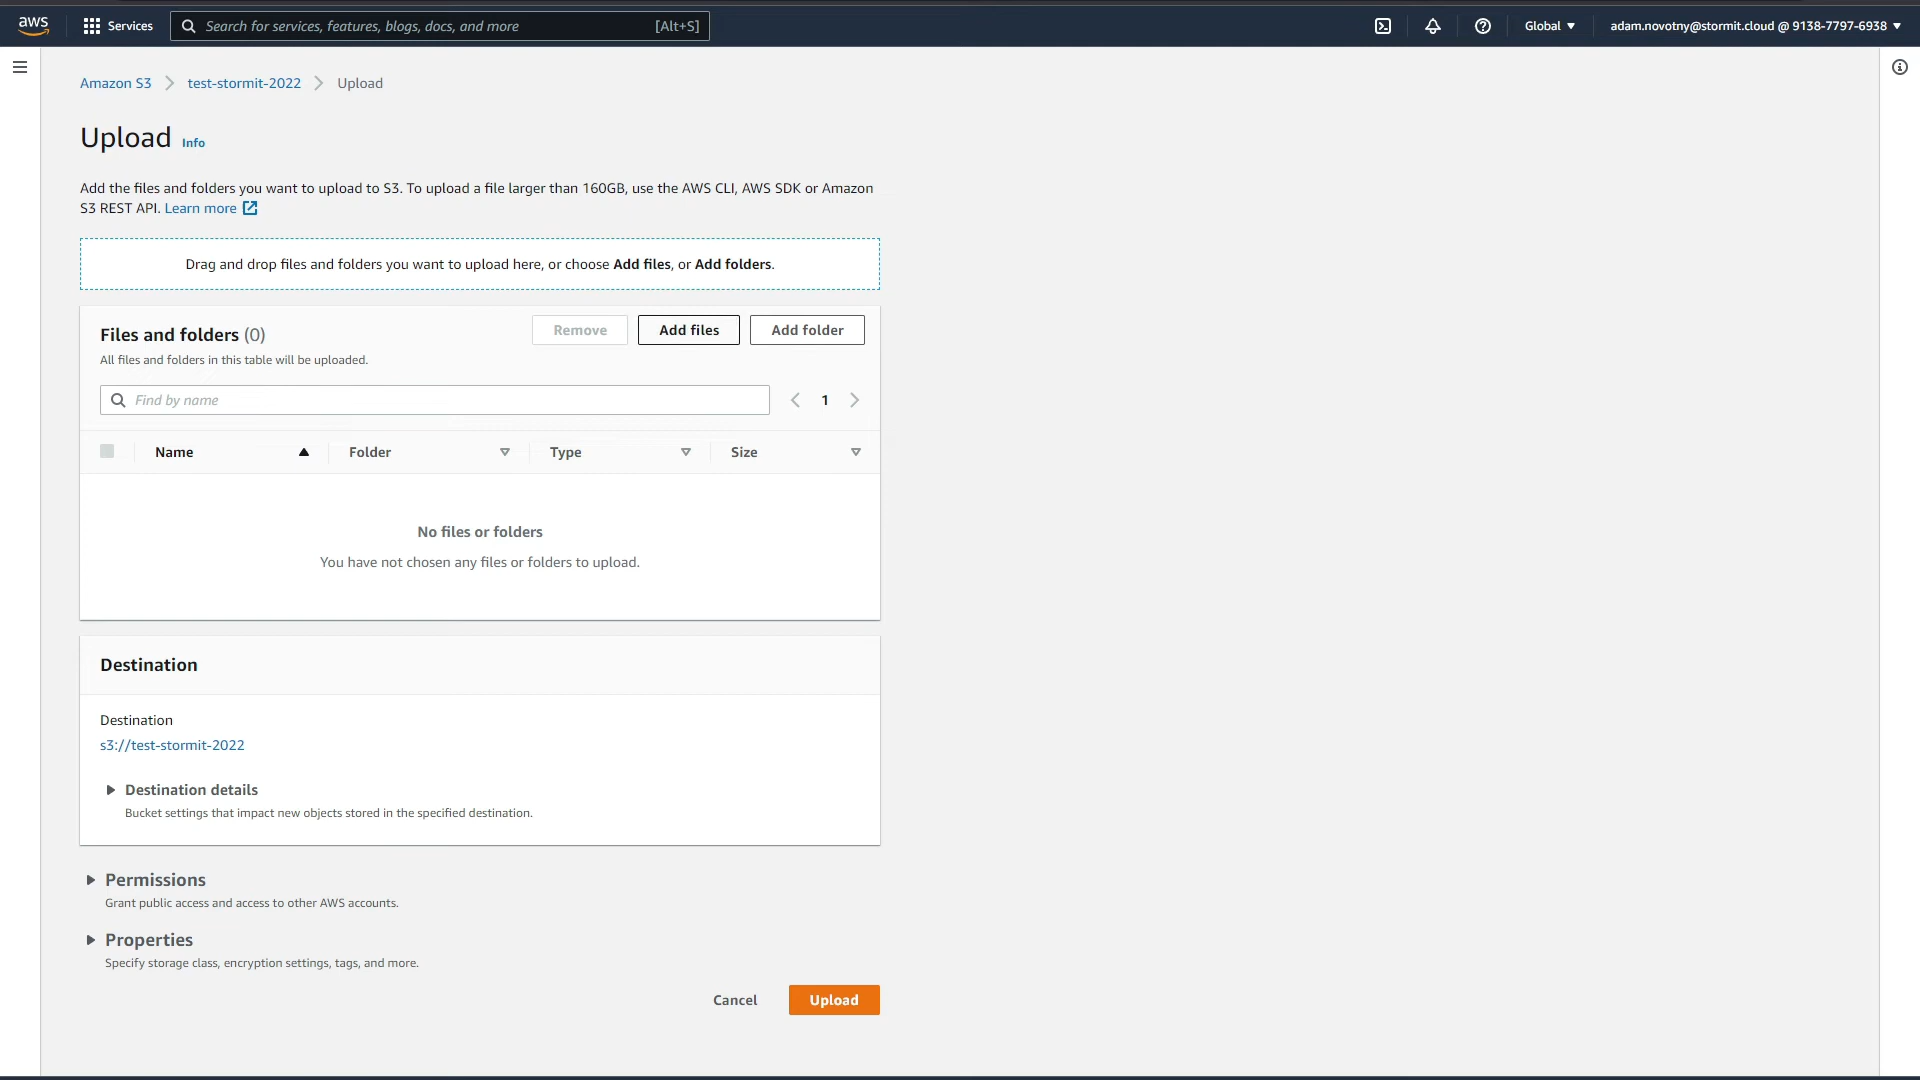 aws Services Search for services, features, blogs, docs, and more [Alt+S] Global adam.novotny@stormit.cloud @ 9138-7797-6938
Amazon S3 test-stormit-2022 Upload
Upload Info
Add the files and folders you want to upload to S3. To upload a file larger than 160GB, use the AWS CLI, AWS SDK or Amazon
S3 REST API. Learn more
Drag and drop files and folders you want to upload here, or choose Add files, or Add folders.
Files and folders (0) Remove Add files Add folder
All files and folders in this table will be uploaded.
Find by name 1
Name Folder Type Size
No files or folders
You have not chosen any files or folders to upload.
Destination
Destination
s3://test-stormit-2022
Destination details
Bucket settings that impact new objects stored in the specified destination.
Permissions
Grant public access and access to other AWS accounts.
Properties
Specify storage class, encryption settings, tags, and more.
Cancel Upload